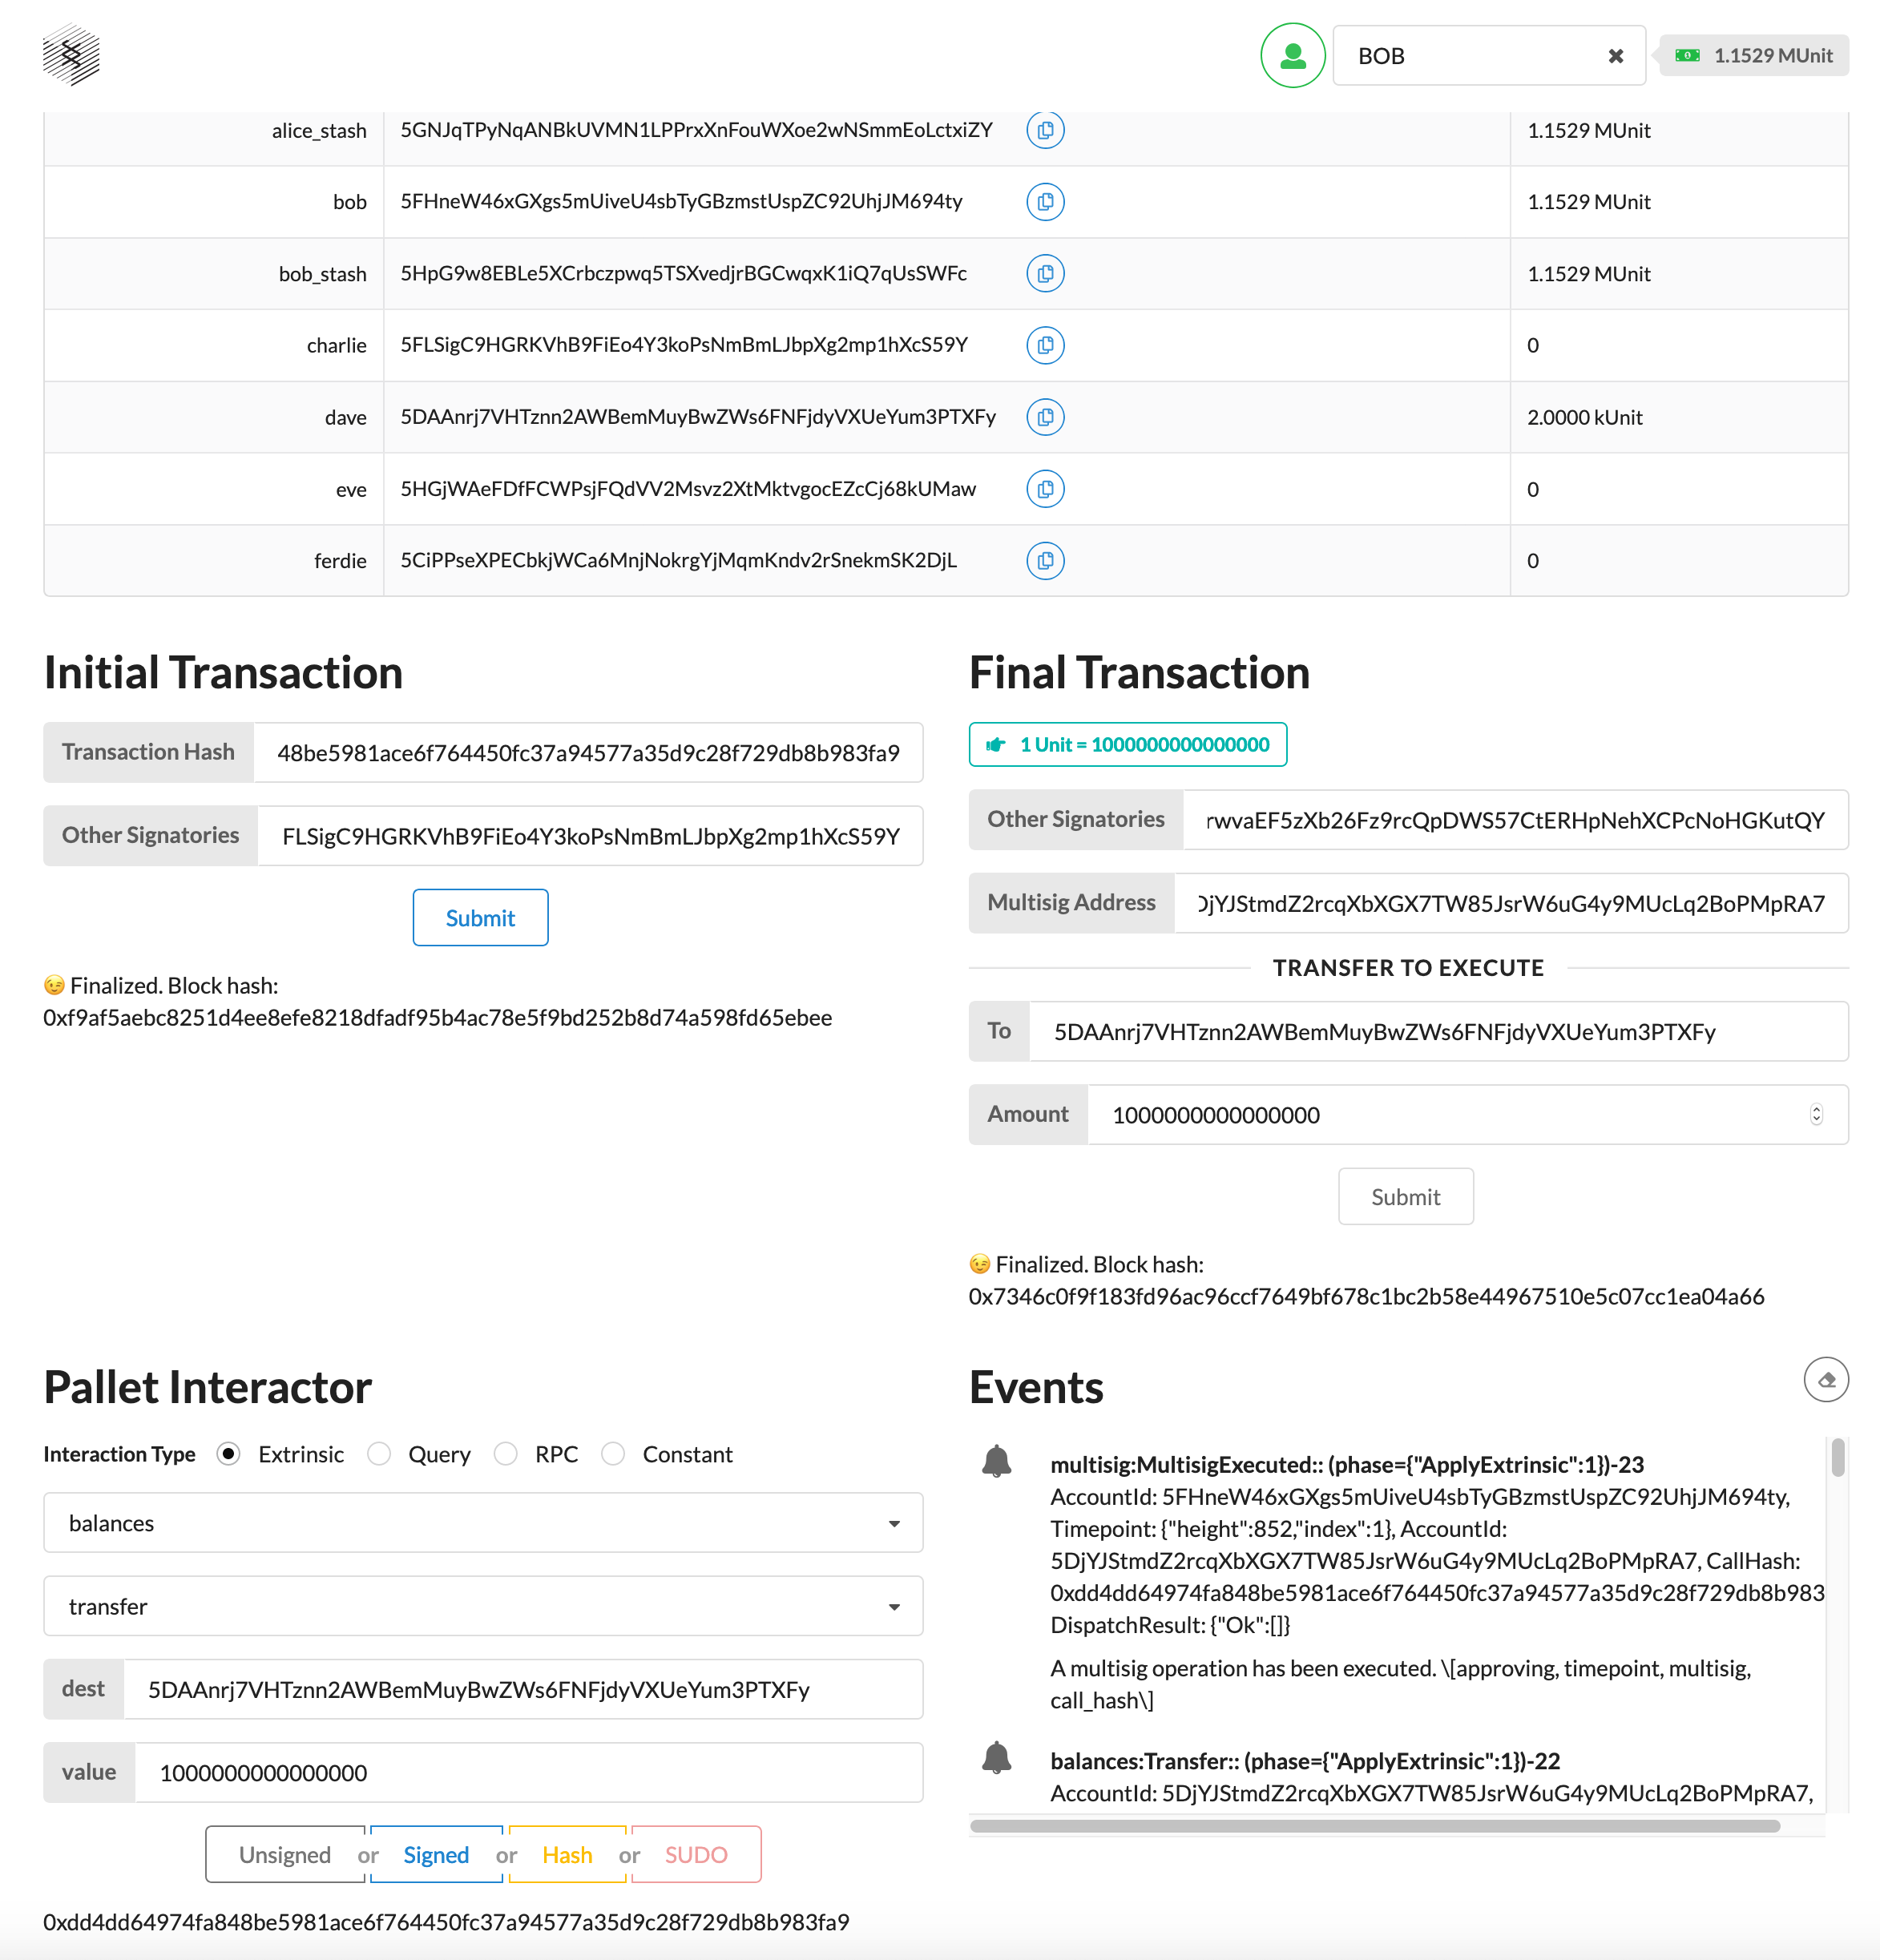 BOB
1.1529 MUnit
alice_stash 5GNJqTPyNqANBkUVMN1LPPrxXnFouWXoe2wNSmmEoLctxiZY 1.1529 MUnit
bob 5FHneW46xGXgs5mUiveU4sbTyGBzmstUspZC92UhjJM694ty 1.1529 MUnit
bob_stash 5HpG9w8EBLe5XCrbczpwq5TSXvedjrBGCwqxK1iQ7qUsSWFc 1.1529 MUnit
charlie 5FLSigC9HGRKVhB9FiEo4Y3koPsNmBmLJbpXg2mp1hXcS59Y 0
dave 5DAAnrj7VHTznn2AWBemMuyBwZWs6FNFjdyVXUeYum3PTXFy 2.0000 kUnit
eve 5HGjWAeFDfFCWPsjFQdVV2Msvz2XtMktvgocEZcCj68kUMaw 0
ferdie 5CiPPseXPECbkjWCa6MnjNokrgYjMqmKndv2rSnekmSK2DjL 0
Initial Transaction
Transaction Hash 48be5981ace6f764450fc37a94577a35d9c28f729db8b983fa9
Other Signatories FLSigC9HGRKVhB9FiEo4Y3koPsNmBmLJbpXg2mp1hXcS59Y
Submit
😉 Finalized. Block hash:
0xf9af5aebc8251d4ee8efe8218dfadf95b4ac78e5f9bd252b8d74a598fd65ebee
Final Transaction
1 Unit = 1000000000000000
Other Signatories rwvaEF5zXb26Fz9rcQpDWS57CtERHpNehXCPcNoHGKutQY
Multisig Address DjYJStmdZ2rcqXbXGX7TW85JsrW6uG4y9MUcLq2BoPMpRA7
TRANSFER TO EXECUTE
To 5DAAnrj7VHTznn2AWBemMuyBwZWs6FNFjdyVXUeYum3PTXFy
Amount 1000000000000000
Submit
😉 Finalized. Block hash:
0x7346c0f9f183fd96ac96ccf7649bf678c1bc2b58e44967510e5c07cc1ea04a66
Pallet Interactor
Interaction Type Extrinsic Query RPC Constant
balances
transfer
dest 5DAAnrj7VHTznn2AWBemMuyBwZWs6FNFjdyVXUeYum3PTXFy
value 1000000000000000
Unsigned or Signed or Hash or SUDO
0xdd4dd64974fa848be5981ace6f764450fc37a94577a35d9c28f729db8b983fa9
Events
multisig:MultisigExecuted:: (phase={"ApplyExtrinsic":1})-23
AccountId: 5FHneW46xGXgs5mUiveU4sbTyGBzmstUspZC92UhjJM694ty,
Timepoint: {"height":852,"index":1}, AccountId:
5DjYJStmdZ2rcqXbXGX7TW85JsrW6uG4y9MUcLq2BoPMpRA7, CallHash:
0xdd4dd64974fa848be5981ace6f764450fc37a94577a35d9c28f729db8b983
DispatchResult: {"Ok":[]}
A multisig operation has been executed. \[approving, timepoint, multisig,
call_hash\]
balances:Transfer:: (phase={"ApplyExtrinsic":1})-22
AccountId: 5DjYJStmdZ2rcqXbXGX7TW85JsrW6uG4y9MUcLq2BoPMpRA7,